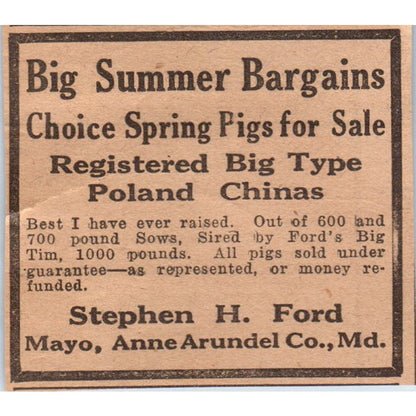 Big Summer Bargains
Choice Spring Pigs for Sale
Registered Big Type
Poland Chinas
Best I have ever raised. Out of 600 and
700 pound Sows, Sired by Ford's Big
Tim, 1000 pounds. All pigs sold under
guarantee—as represented, or money re-
funded.
Stephen H. Ford
Mayo, Anne Arundel Co., Md.